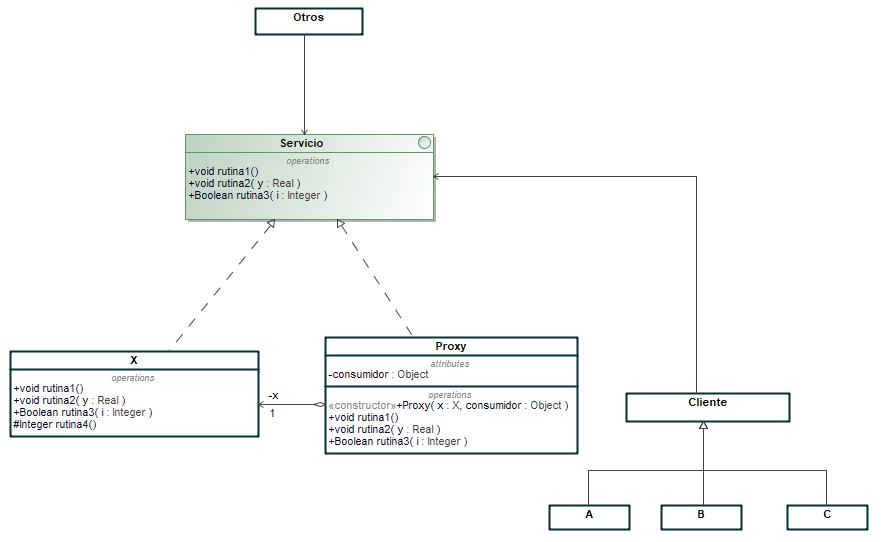 Otros
Servicio
operations
+void rutina1()
+void rutina2( y : Real )
+Boolean rutina3( i : Integer )
X
operations
+void rutina1()
+void rutina2( y : Real )
+Boolean rutina3( i : Integer )
#Integer rutina4()
-x
1
Proxy
attributes
-consumidor : Object
operations
«constructor»+Proxy( x : X, consumidor : Object )
+void rutina1()
+void rutina2( y : Real )
+Boolean rutina3( i : Integer )
Cliente
A
B
C